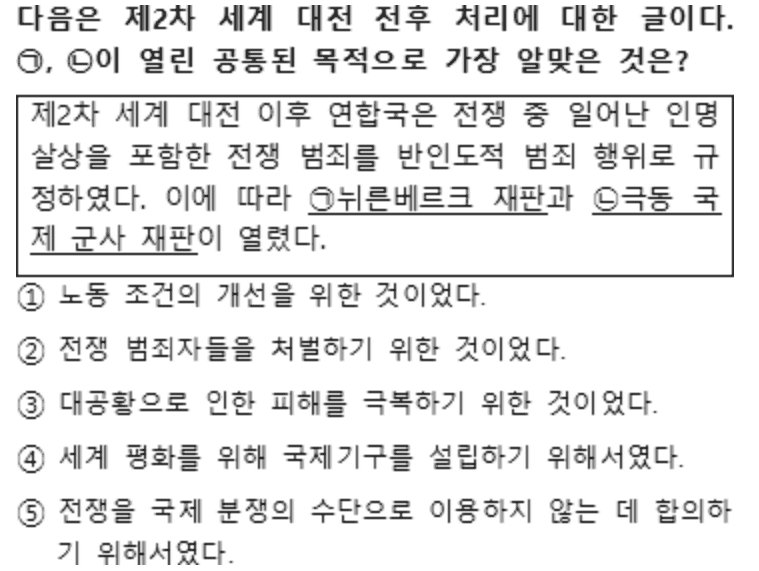 다음은 제2차 세계 대전 전후 처리에 대한 글이다.
㉠, ㉡이 열린 공통된 목적으로 가장 알맞은 것은?
제2차 세계 대전 이후 연합국은 전쟁 중 일어난 인명
살상을 포함한 전쟁 범죄를 반인도적 범죄 행위로 규
정하였다. 이에 따라 ㉠뉘른베르크 재판과 ㉡극동 국
제 군사 재판이 열렸다.
① 노동 조건의 개선을 위한 것이었다.
② 전쟁 범죄자들을 처벌하기 위한 것이었다.
③ 대공황으로 인한 피해를 극복하기 위한 것이었다.
④ 세계 평화를 위해 국제기구를 설립하기 위해서였다.
⑤ 전쟁을 국제 분쟁의 수단으로 이용하지 않는 데 합의하
기 위해서였다.